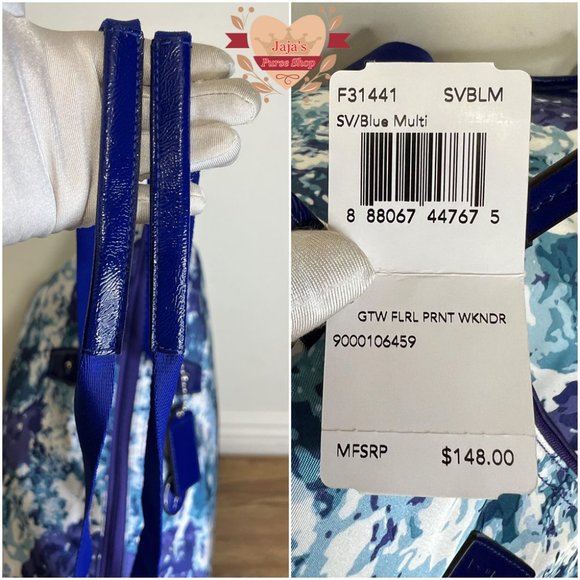 Jaja's
Purse Shop
F31441 SVBLM
SV/Blue Multi
8 88067 44767 5
GTW FLRL PRNT WKNDR
9000106459
MFSRP $148.00